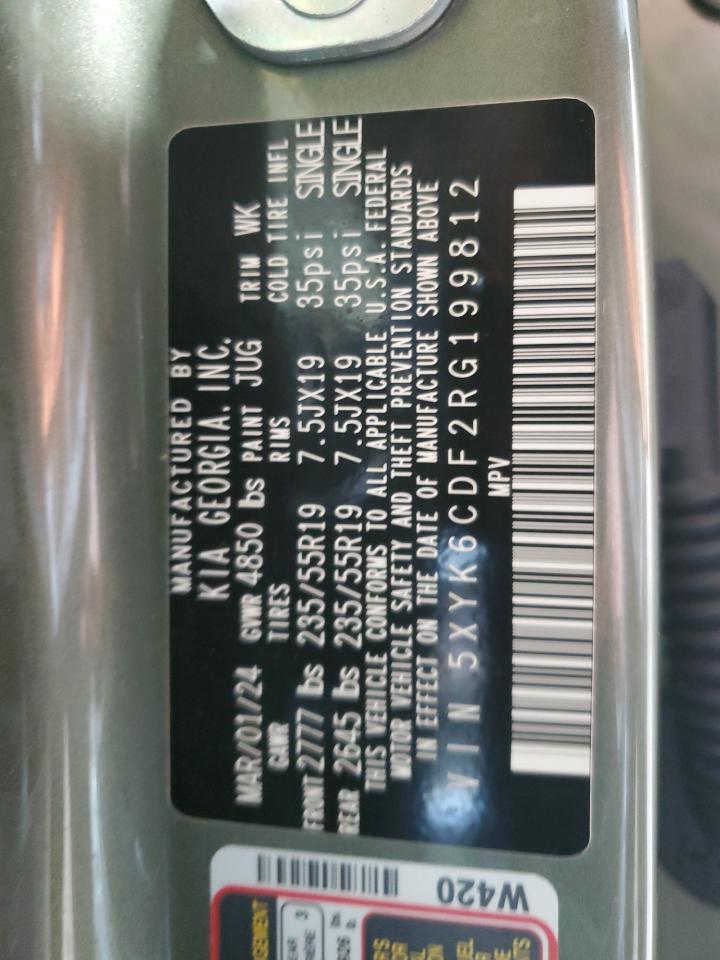 MANUFACTURED BY
KIA GEORGIA, INC.
MAR/01/24 GVWR 4850 lbs PAINT JUG TRIM WK
GAWR TIRES RIMS COLD TIRE INFL
FRONT 2777 lbs 235/55R19 7.5JX19 35psi SINGLE
REAR 2645 lbs 235/55R19 7.5JX19 35psi SINGLE
THIS VEHICLE CONFORMS TO ALL APPLICABLE U.S.A. FEDERAL
MOTOR VEHICLE SAFETY AND THEFT PREVENTION STANDARDS
IN EFFECT ON THE DATE OF MANUFACTURE SHOWN ABOVE
VIN 5XYK6CDF2RG199812
MPV
W420
3